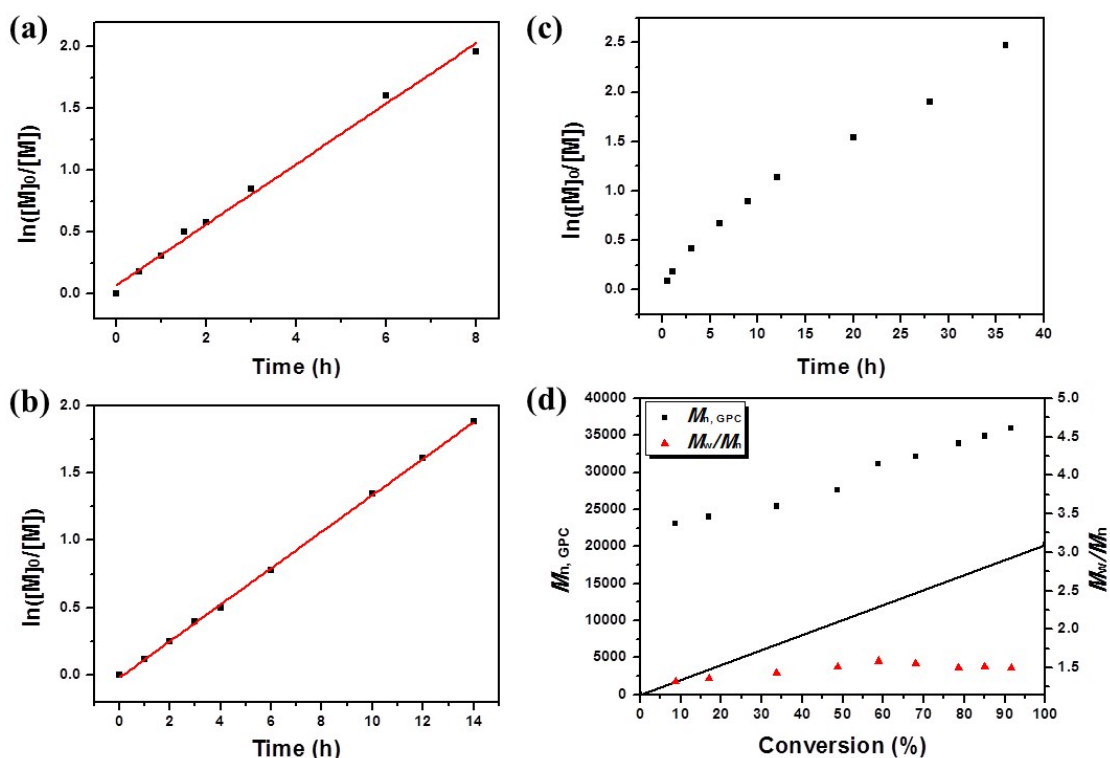 (a)
ln([M]₀/[M])
2.0
1.5
1.0
0.5
0.0
0 2 4 6 8
Time (h)
(c)
ln([M]₀/[M])
2.5
2.0
1.5
1.0
0.5
0.0
0 5 10 15 20 25 30 35 40
Time (h)
(b)
ln([M]₀/[M])
2.0
1.5
1.0
0.5
0.0
0 2 4 6 8 10 12 14
Time (h)
(d)
Mn, GPC
Mw/Mn
Mn, GPC
40000
35000
30000
25000
20000
15000
10000
5000
0
0 10 20 30 40 50 60 70 80 90 100
Conversion (%)
5.0
4.5
4.0
3.5
3.0
2.5
2.0
1.5
Mw/Mn